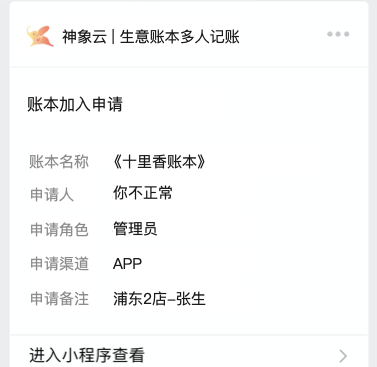 神象云 | 生意账本多人记账
账本加入申请
账本名称 《十里香账本》
申请人 你不正常
申请角色 管理员
申请渠道 APP
申请备注 浦东2店-张生
进入小程序查看